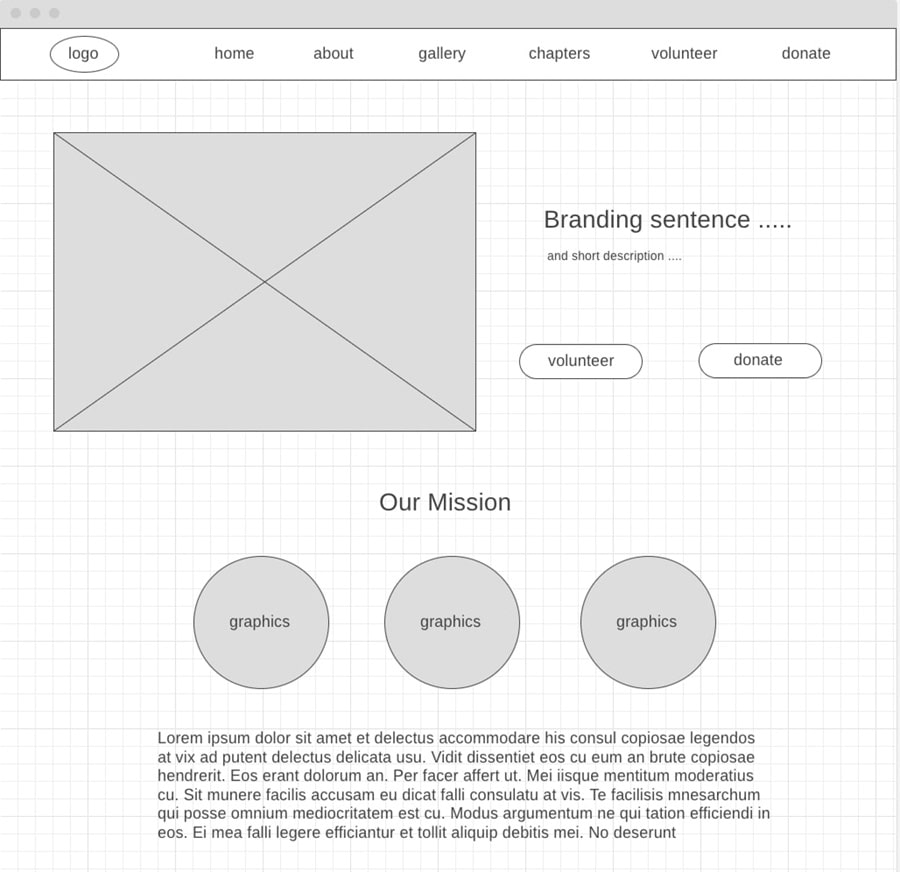 logo home about gallery chapters volunteer donate
Branding sentence .....
and short description ....
volunteer donate
Our Mission
graphics graphics graphics
Lorem ipsum dolor sit amet et delectus accommodare his consul copiosae legendos
at vix ad putent delectus delicata usu. Vidit dissentiet eos cu eum an brute copiosae
hendrerit. Eos erant dolorum an. Per facer affert ut. Mei iisque mentitum moderatius
cu. Sit munere facilis accusam eu dicat falli consulatu at vis. Te facilisis mnesarchum
qui posse omnium mediocritatem est cu. Modus argumentum ne qui tation efficiendi in
eos. Ei mea falli legere efficiantur et tollit aliquip debitis mei. No deserunt